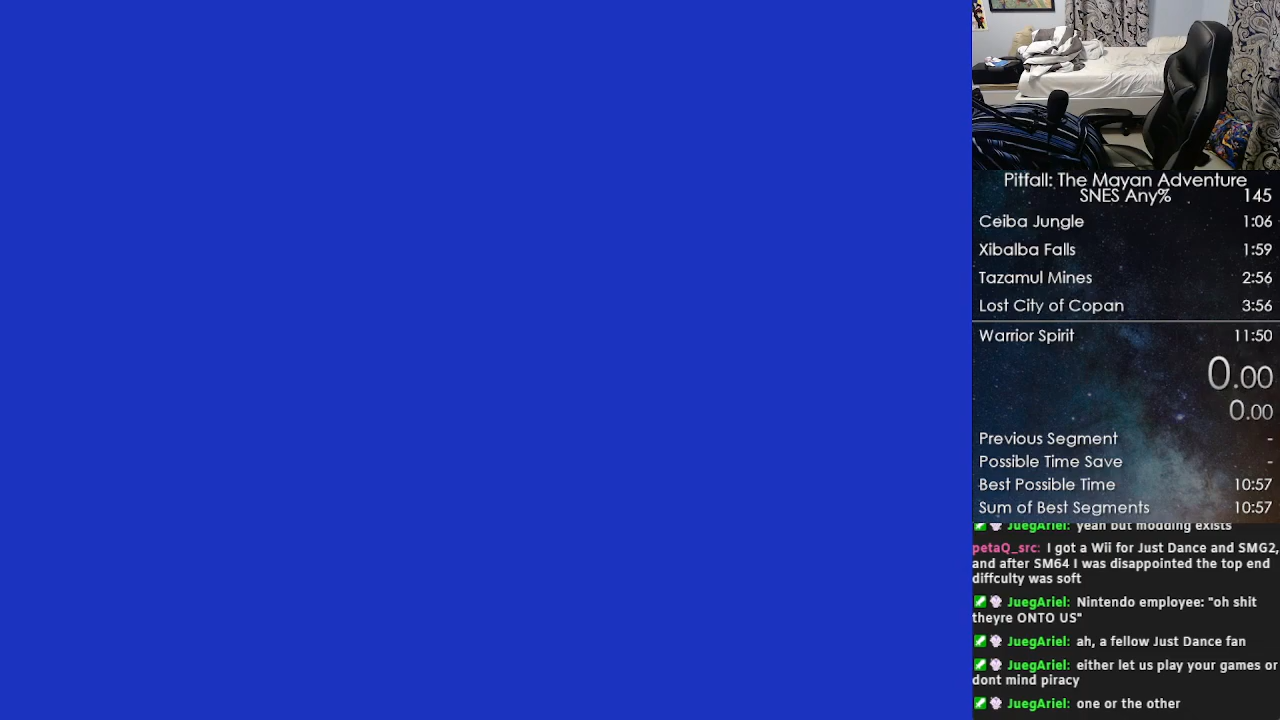 Pitfall: The Mayan Adventure
SNES Any% 145
Ceiba Jungle 1:06
Xibalba Falls 1:59
Tazamul Mines 2:56
Lost City of Copan 3:56
Warrior Spirit 11:50
0.00
0.00
Previous Segment -
Possible Time Save -
Best Possible Time 10:57
Sum of Best Segments 10:57
JuegAriel: yeah but modding exists
petaQ_src: I got a Wii for Just Dance and SMG2,
and after SM64 I was disappointed the top end
diffculty was soft
JuegAriel: Nintendo employee: "oh shit
theyre ONTO US"
JuegAriel: ah, a fellow Just Dance fan
JuegAriel: either let us play your games or
dont mind piracy
JuegAriel: one or the other